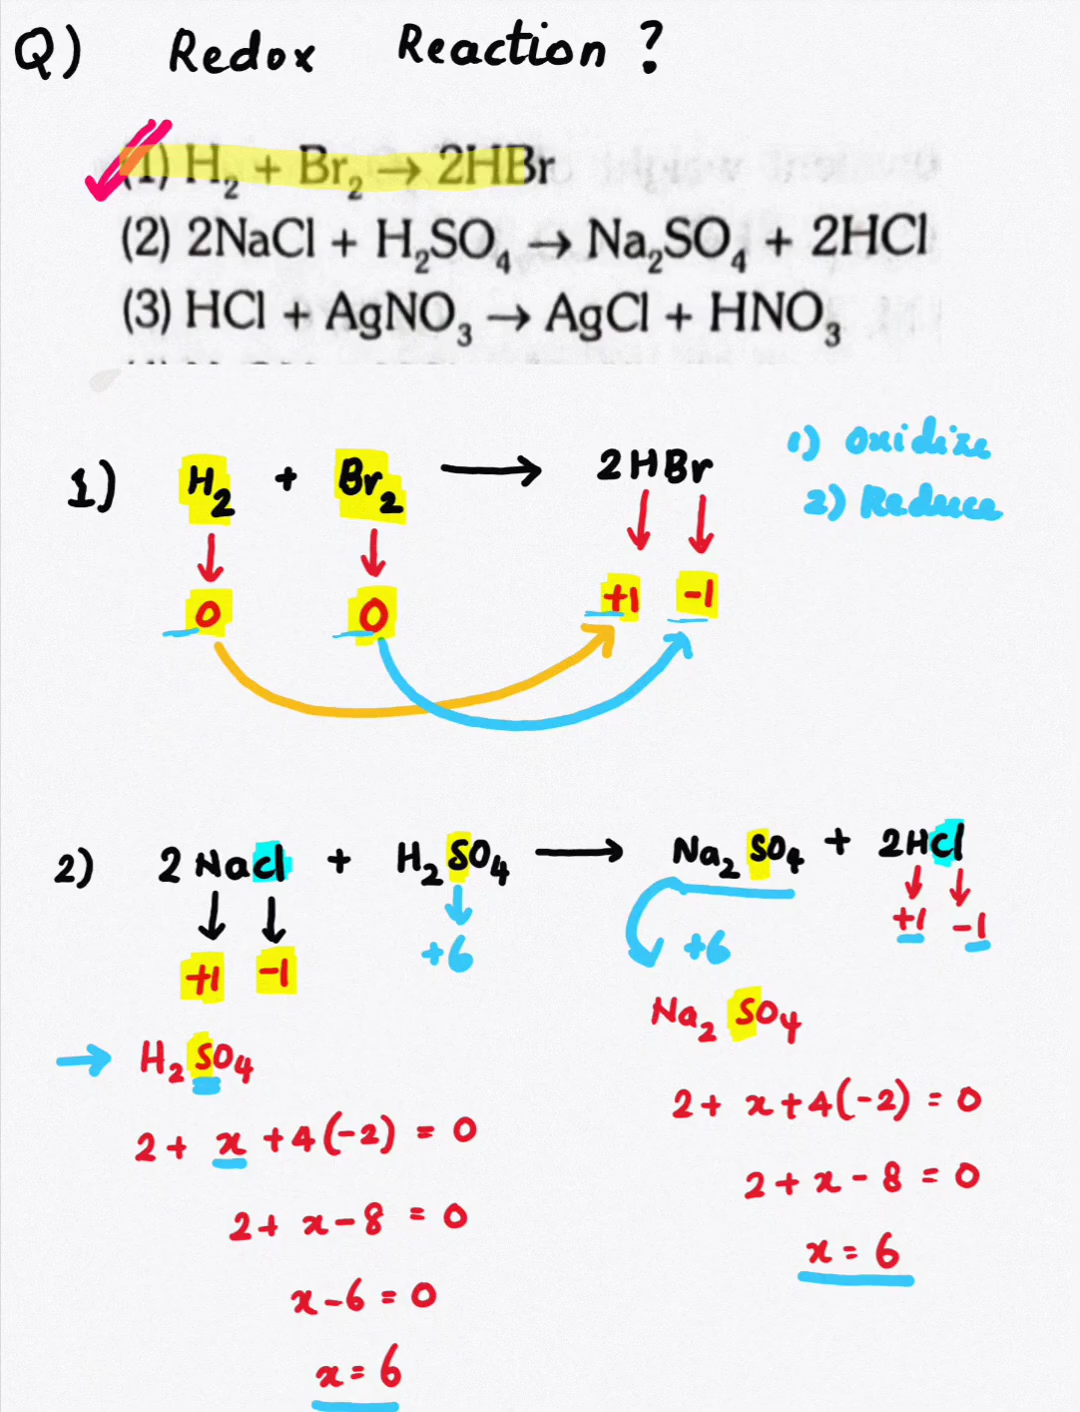 Q) Redox Reaction ?
(1) H₂ + Br₂ → 2HBr
(2) 2NaCl + H₂SO₄ → Na₂SO₄ + 2HCl
(3) HCl + AgNO₃ → AgCl + HNO₃
1) H₂ + Br₂ → 2HBr
0 0 +1 -1
1) Oxidize
2) Reduce
2) 2 Nacl + H₂SO₄ → Na₂SO₄ + 2HCl
+1 -1 +6 +6 +1 -1
→ H₂SO₄
2 + x + 4(-2) = 0
2 + x - 8 = 0
x - 6 = 0
x = 6
Na₂SO₄
2 + x + 4(-2) = 0
2 + x - 8 = 0
x = 6